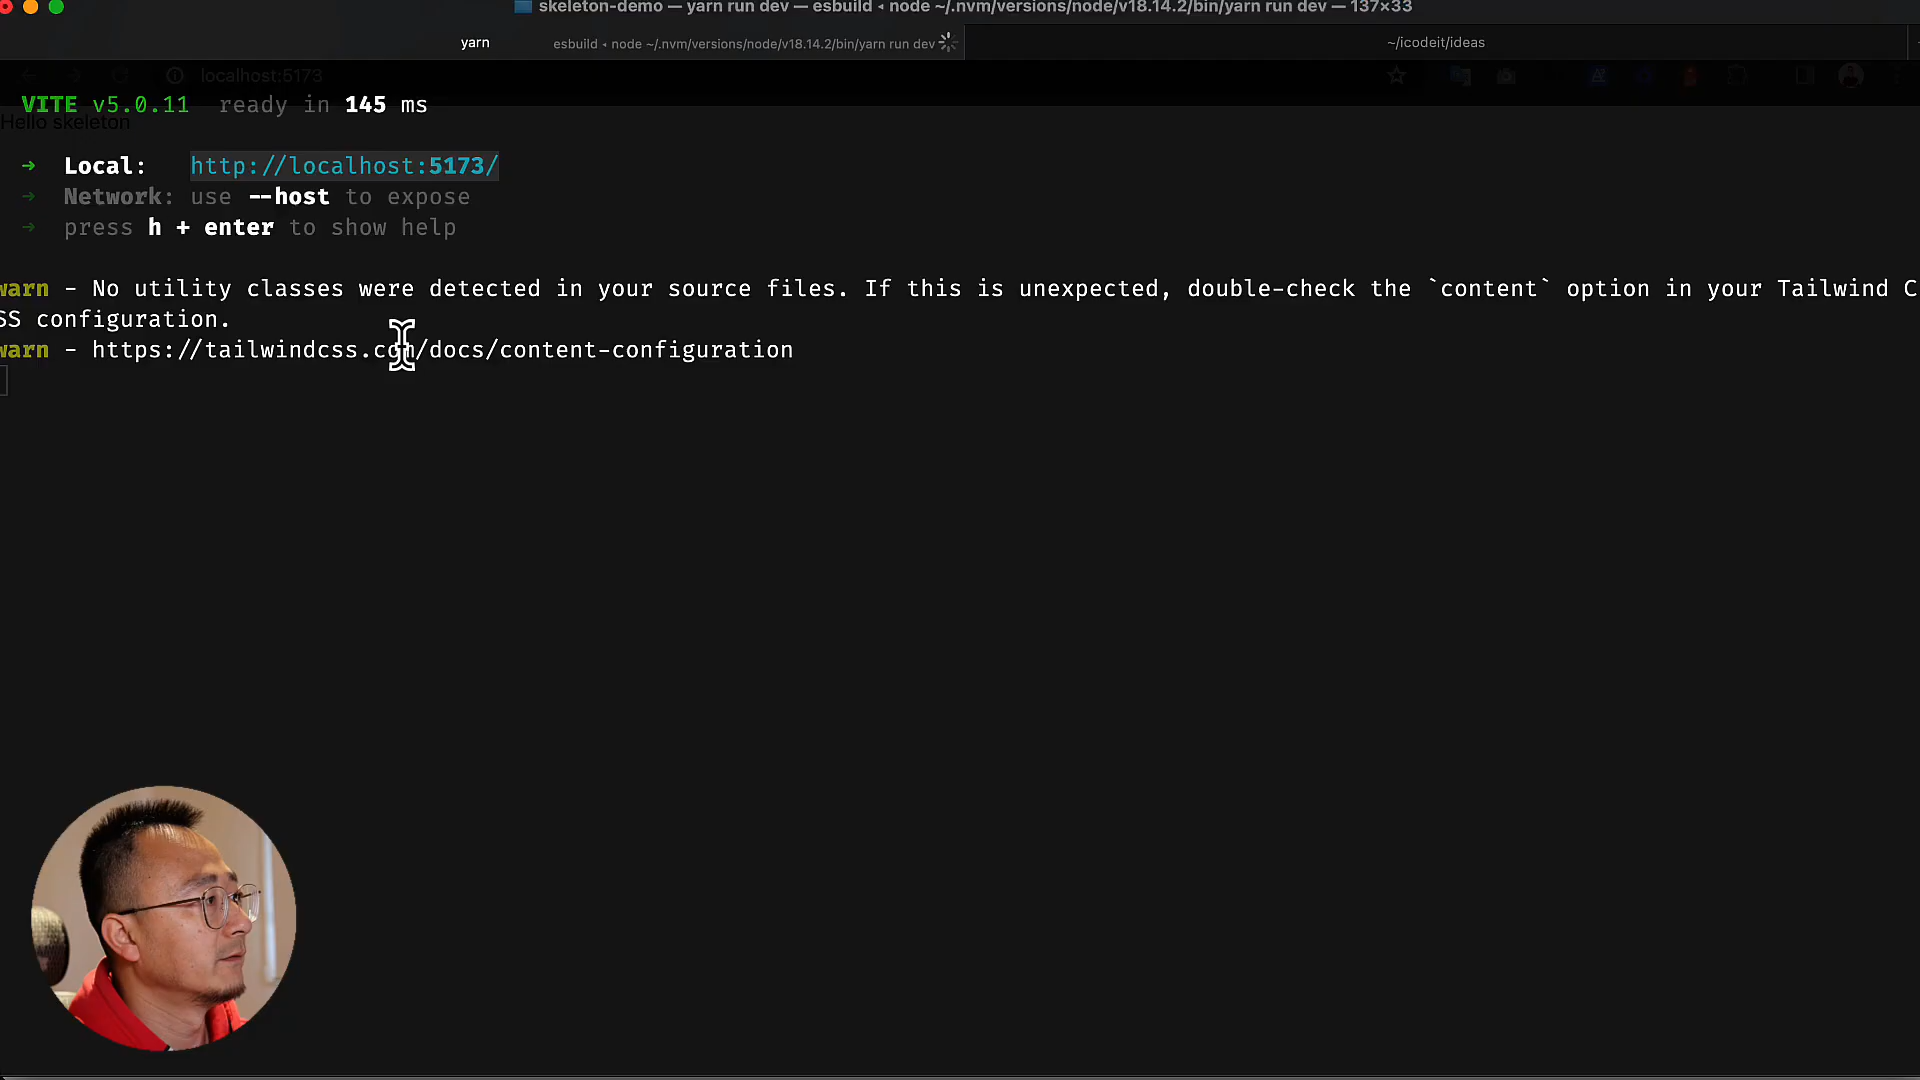 skeleton-demo — yarn run dev — esbuild ◂ node ~/.nvm/versions/node/v18.14.2/bin/yarn run dev — 137×33
yarn
esbuild ◂ node ~/.nvm/versions/node/v18.14.2/bin/yarn run dev
~/icodeit/ideas
localhost:5173
VITE v5.0.11 ready in 145 ms
Hello skeleton
➜ Local: http://localhost:5173/
➜ Network: use --host to expose
➜ press h + enter to show help
warn - No utility classes were detected in your source files. If this is unexpected, double-check the `content` option in your Tailwind C
SS configuration.
warn - https://tailwindcss.com/docs/content-configuration